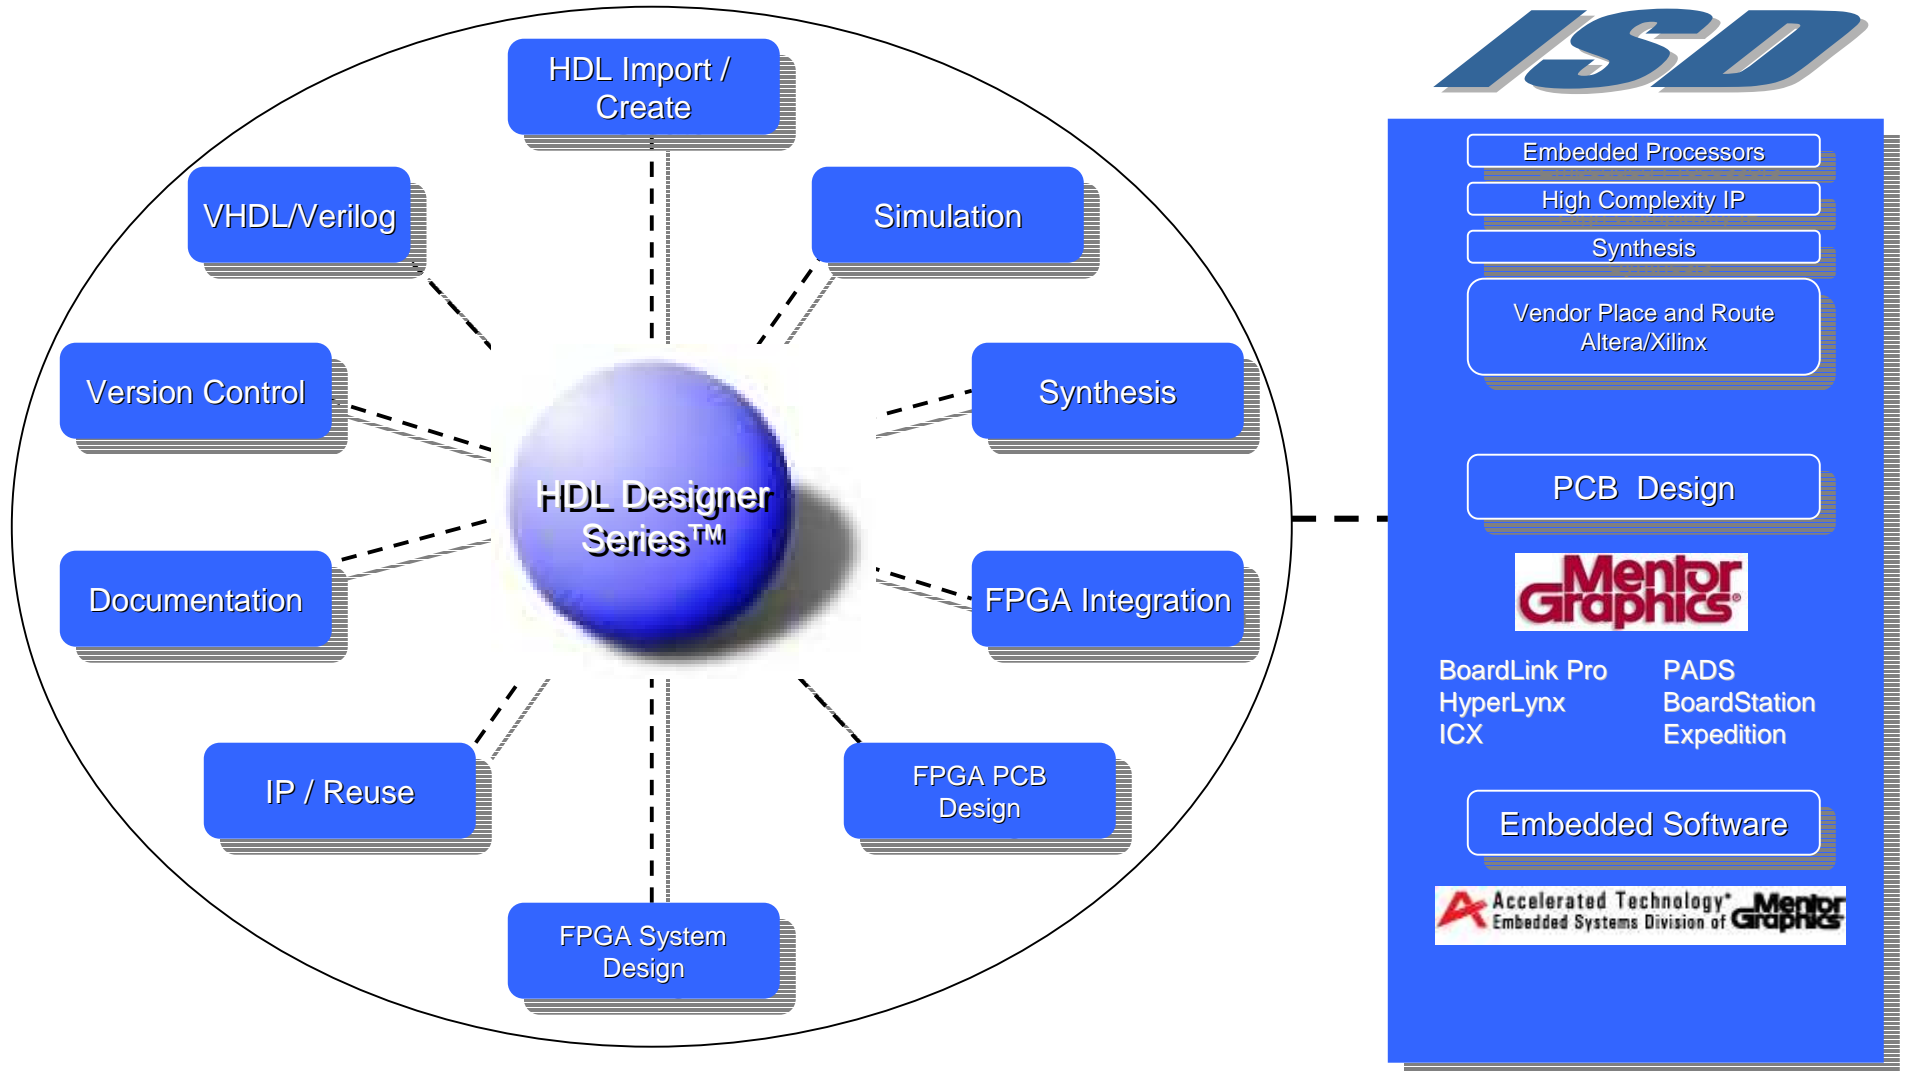 HDL Import /
Create
VHDL/Verilog
Simulation
Version Control
Synthesis
HDL Designer
Series™
Documentation
FPGA Integration
IP / Reuse
FPGA PCB
Design
FPGA System
Design
ISD
Embedded Processors
High Complexity IP
Synthesis
Vendor Place and Route
Altera/Xilinx
PCB Design
Mentor
Graphics®
BoardLink Pro PADS
HyperLynx BoardStation
ICX Expedition
Embedded Software
Accelerated Technology
Embedded Systems Division of
Mentor
Graphics